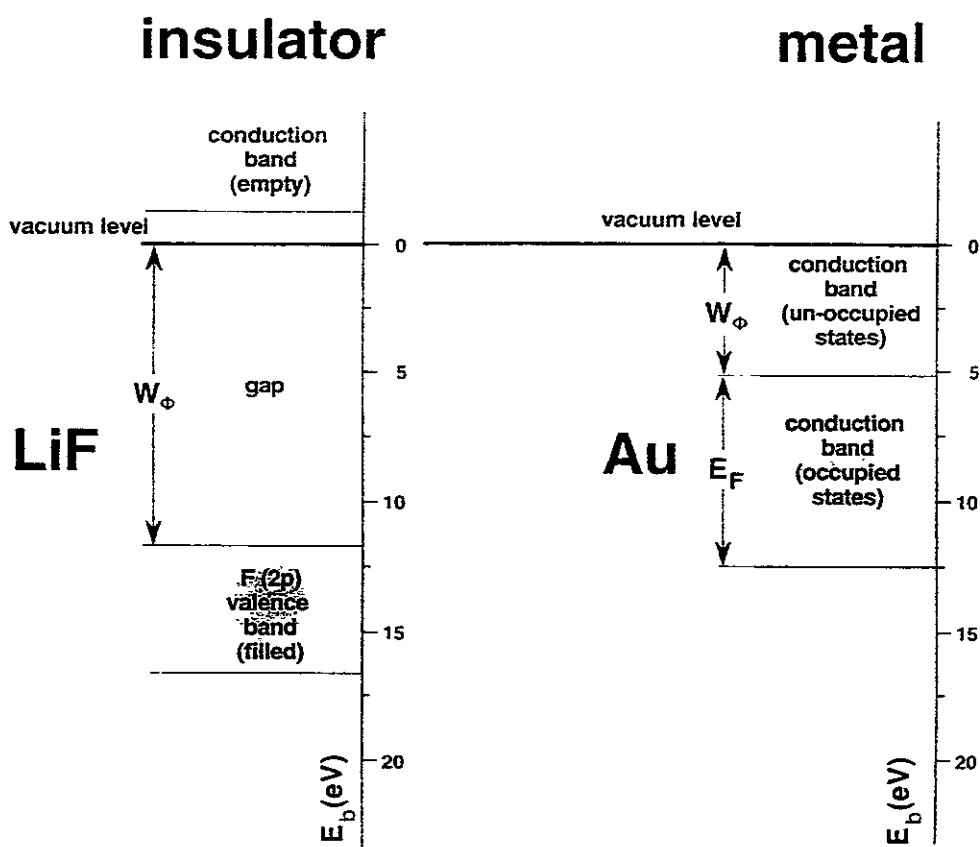 insulator
conduction
band
(empty)
vacuum level
0
W_Φ
gap
5
LiF
10
F (2p)
valence
band
(filled)
15
20
E_b (eV)
metal
vacuum level
0
conduction
band
(un-occupied
states)
W_Φ
5
Au
E_F
conduction
band
(occupied
states)
10
15
20
E_b (eV)